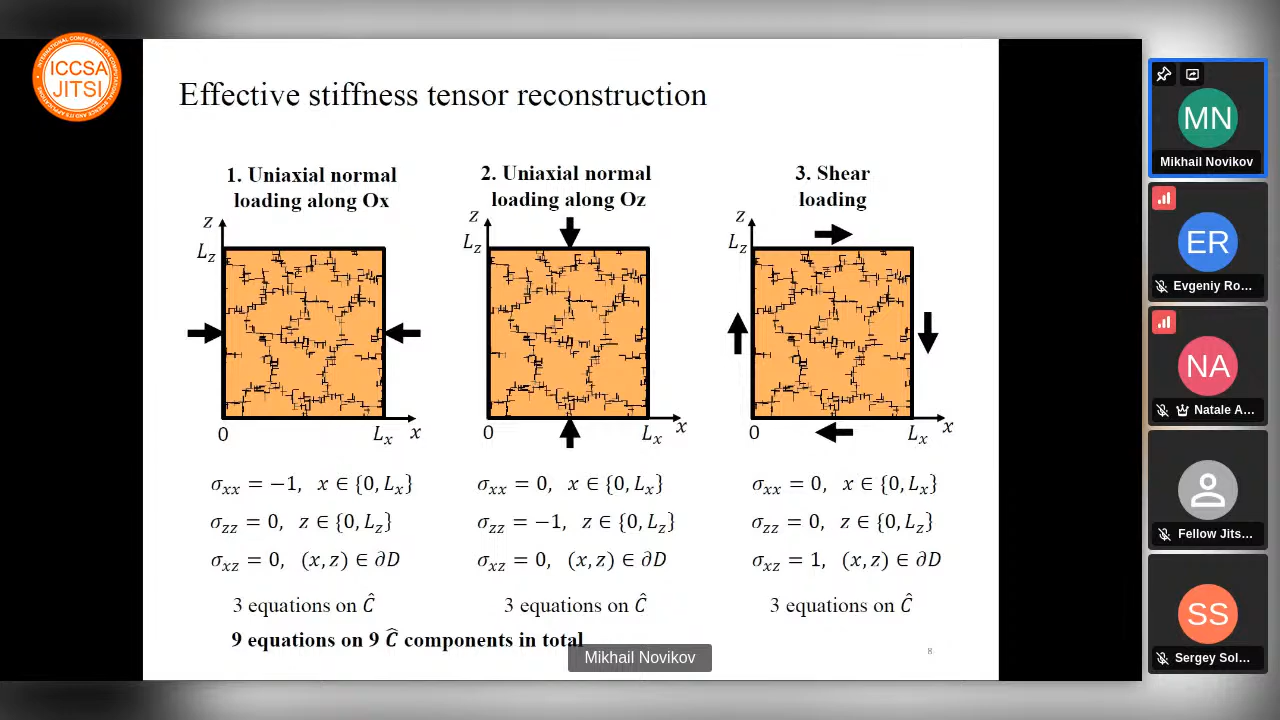 ICCSA
JITSI
Effective stiffness tensor reconstruction
1. Uniaxial normal
loading along Ox
z
L_z
0
L_x
x
σ_xx = −1, x ∈ {0, L_x}
σ_zz = 0, z ∈ {0, L_z}
σ_xz = 0, (x, z) ∈ ∂D
3 equations on Ĉ
2. Uniaxial normal
loading along Oz
z
L_z
0
L_x
x
σ_xx = 0, x ∈ {0, L_x}
σ_zz = −1, z ∈ {0, L_z}
σ_xz = 0, (x, z) ∈ ∂D
3 equations on Ĉ
3. Shear
loading
z
L_z
0
L_x
x
σ_xx = 0, x ∈ {0, L_x}
σ_zz = 0, z ∈ {0, L_z}
σ_xz = 1, (x, z) ∈ ∂D
3 equations on Ĉ
9 equations on 9 Ĉ components in total
8
Mikhail Novikov
MN
Mikhail Novikov
ER
Evgeniy Ro...
NA
Natale A...
Fellow Jits...
SS
Sergey Sol...